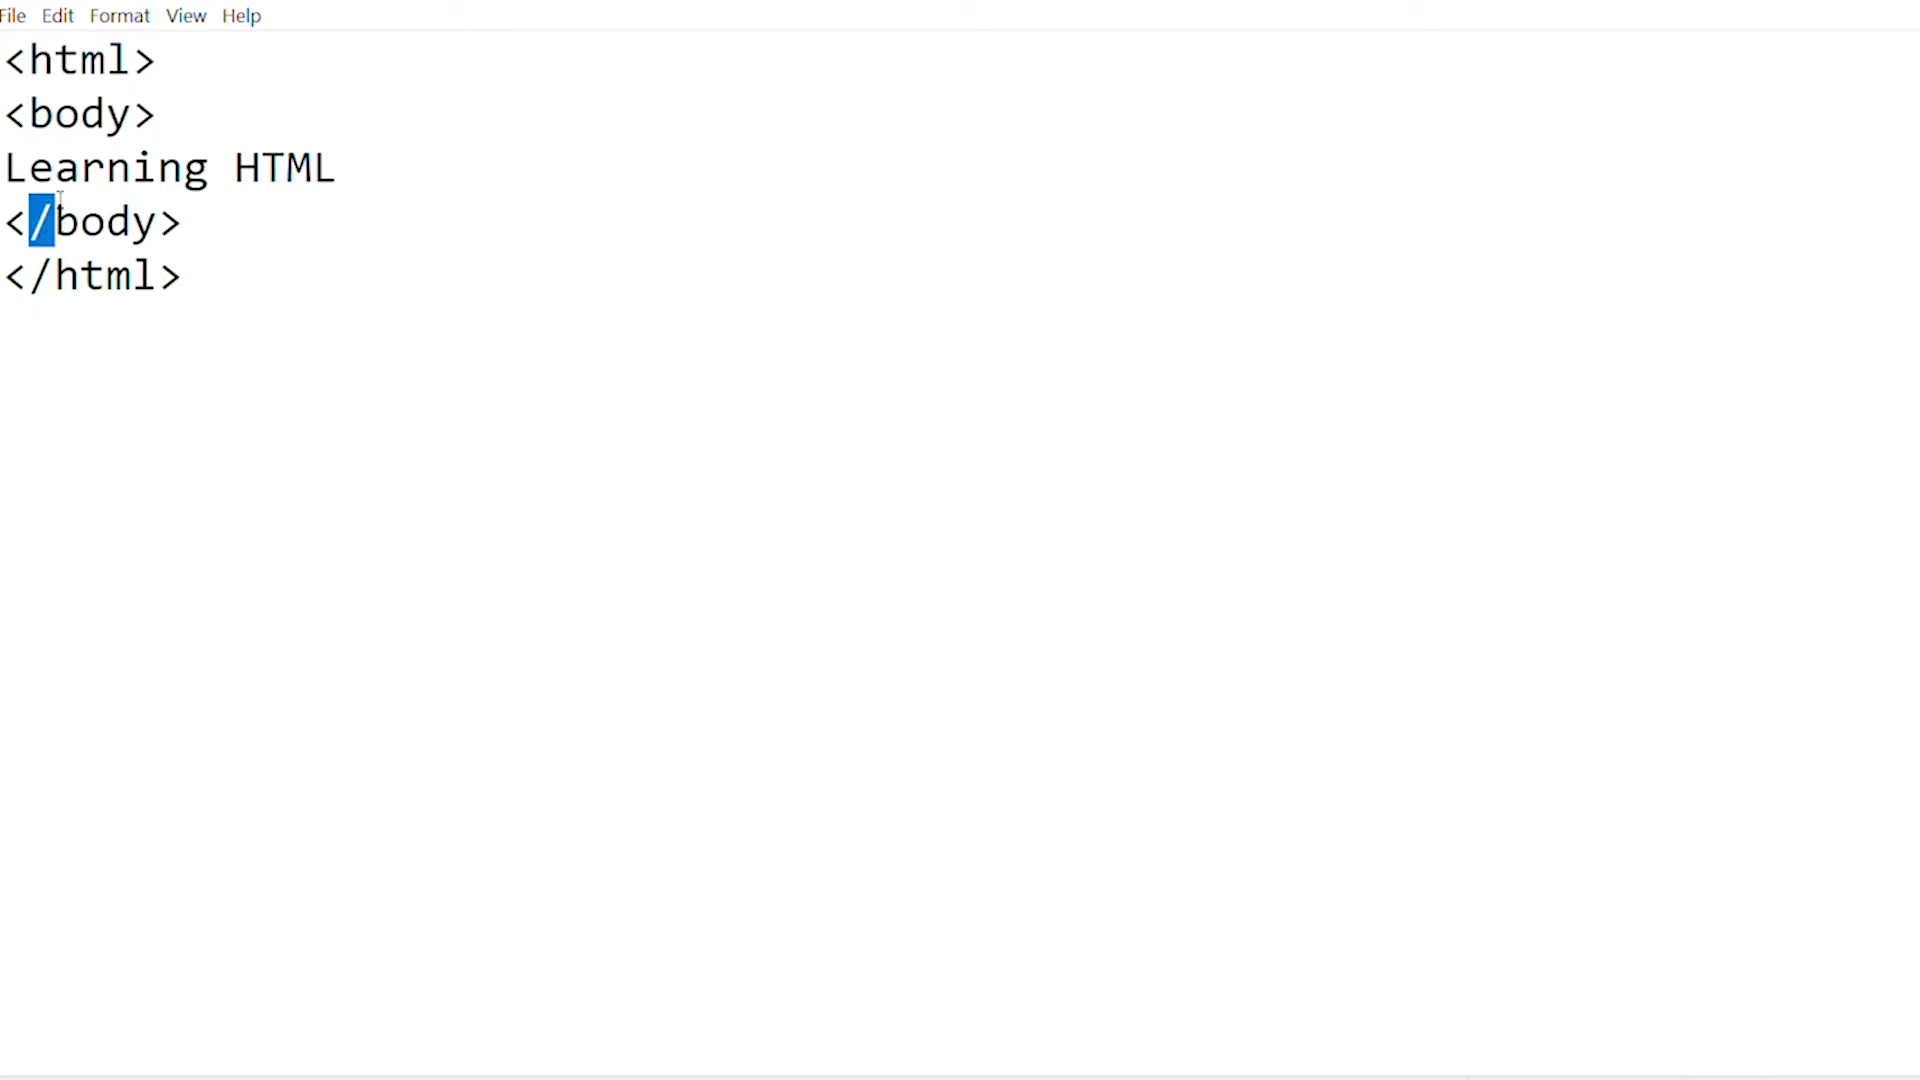 File Edit Format View Help
<html>
<body>
Learning HTML
</body>
</html>